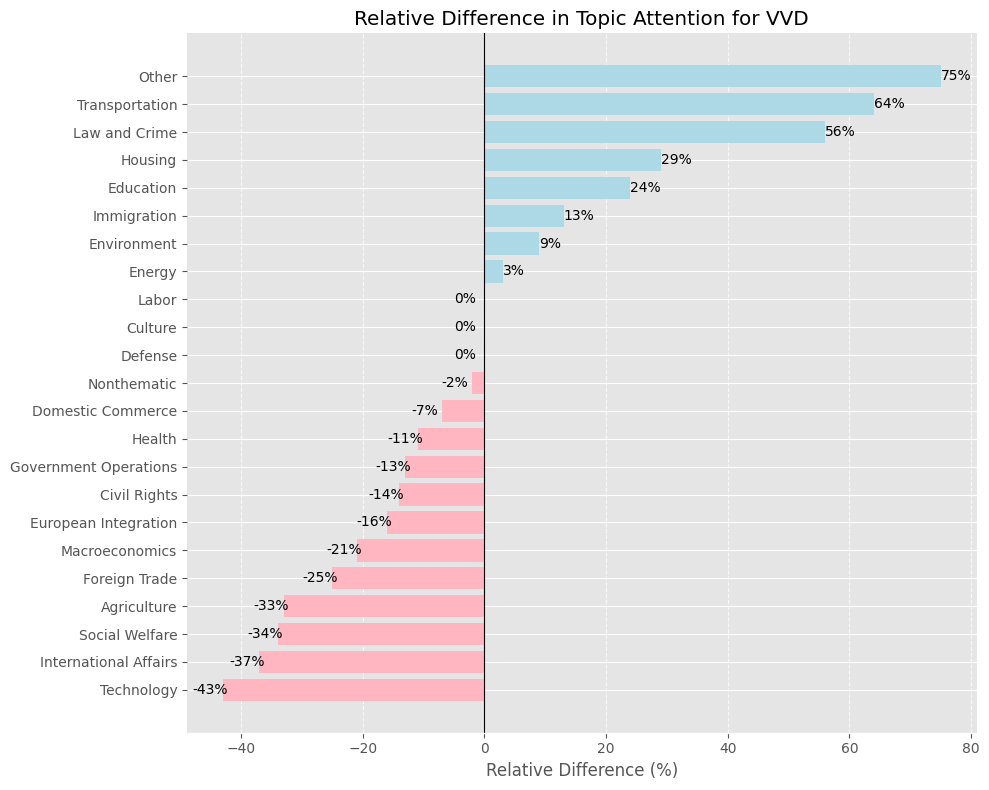 Relative Difference in Topic Attention for VVD
Other 75%
Transportation 64%
Law and Crime 56%
Housing 29%
Education 24%
Immigration 13%
Environment 9%
Energy 3%
Labor 0%
Culture 0%
Defense 0%
Nonthematic -2%
Domestic Commerce -7%
Health -11%
Government Operations -13%
Civil Rights -14%
European Integration -16%
Macroeconomics -21%
Foreign Trade -25%
Agriculture -33%
Social Welfare -34%
International Affairs -37%
Technology -43%
−40 −20 0 20 40 60 80
Relative Difference (%)